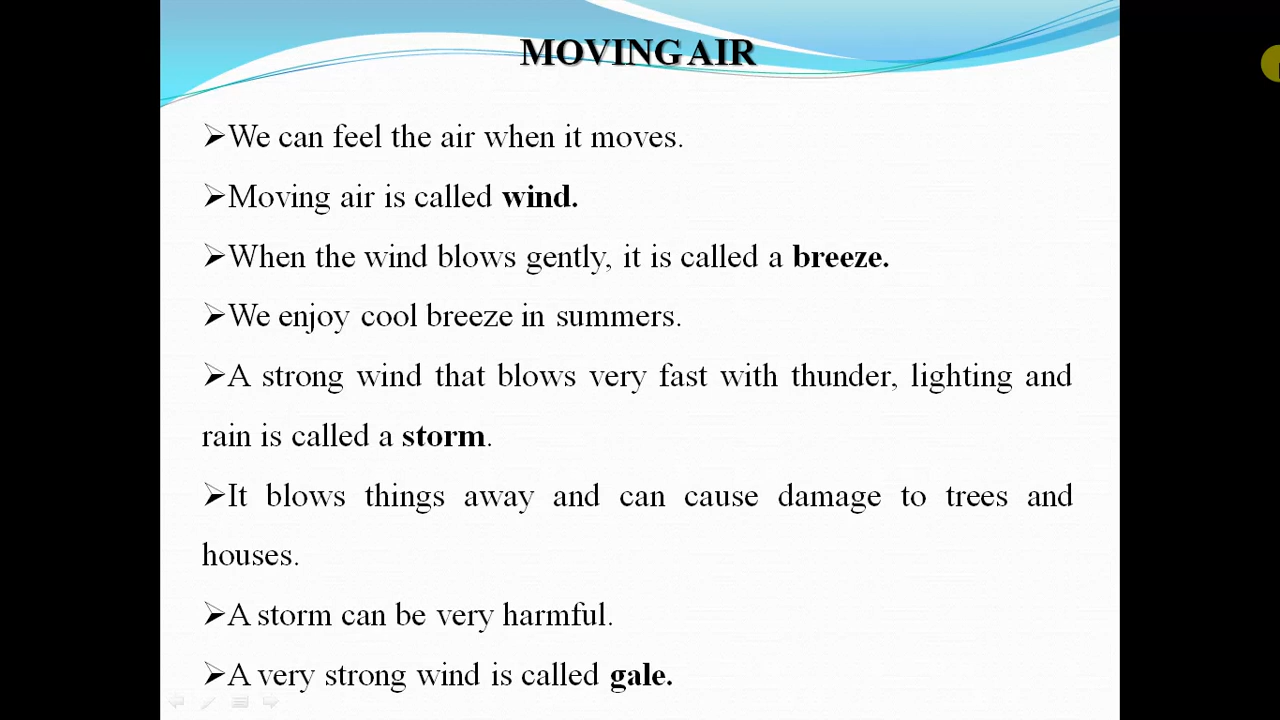 MOVING AIR
➢We can feel the air when it moves.
➢Moving air is called wind.
➢When the wind blows gently, it is called a breeze.
➢We enjoy cool breeze in summers.
➢A strong wind that blows very fast with thunder, lighting and
rain is called a storm.
➢It blows things away and can cause damage to trees and
houses.
➢A storm can be very harmful.
➢A very strong wind is called gale.